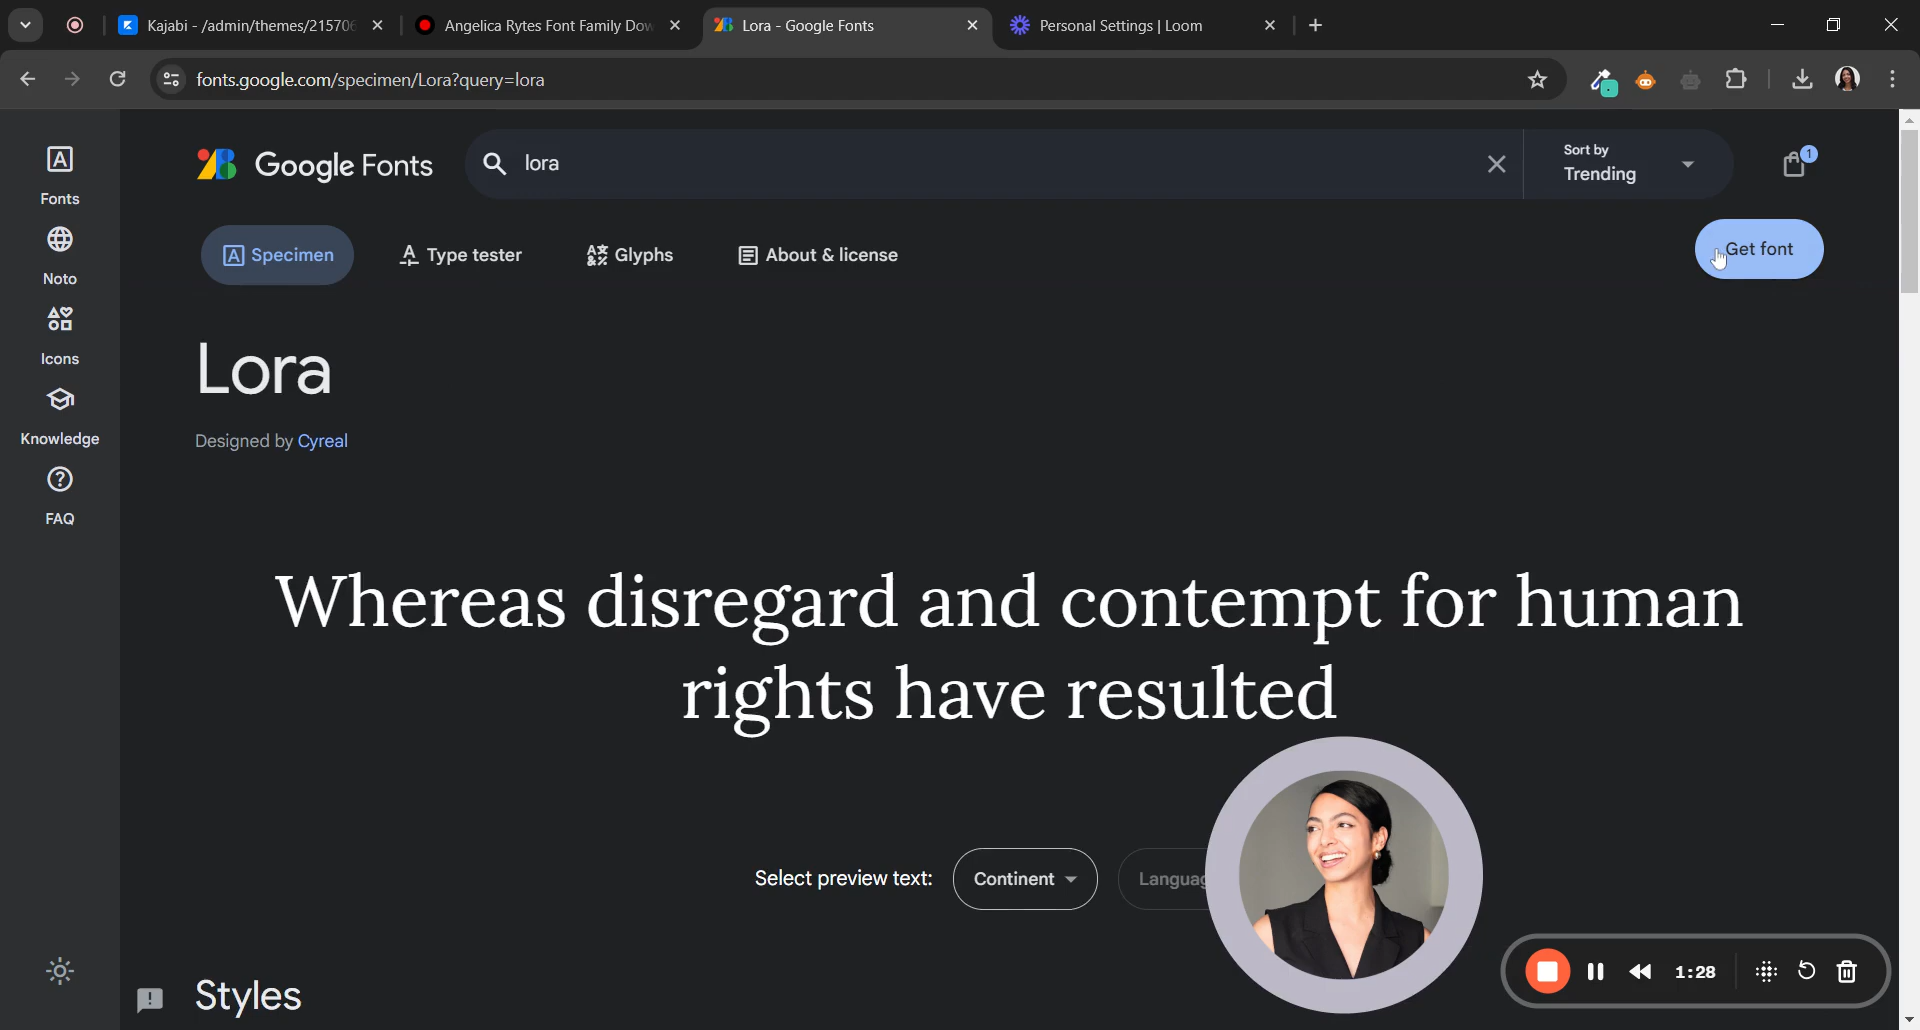 Kajabi - /admin/themes/215706
Angelica Rytes Font Family Dow
Lora - Google Fonts
Personal Settings | Loom
fonts.google.com/specimen/Lora?query=lora
Google Fonts
lora
Sort by
Trending
1
Fonts
Noto
Icons
Knowledge
FAQ
Specimen
Type tester
Glyphs
About & license
Get font
Lora
Designed by Cyreal
Whereas disregard and contempt for human
rights have resulted
Select preview text:
Continent
Languag
Styles
1:28